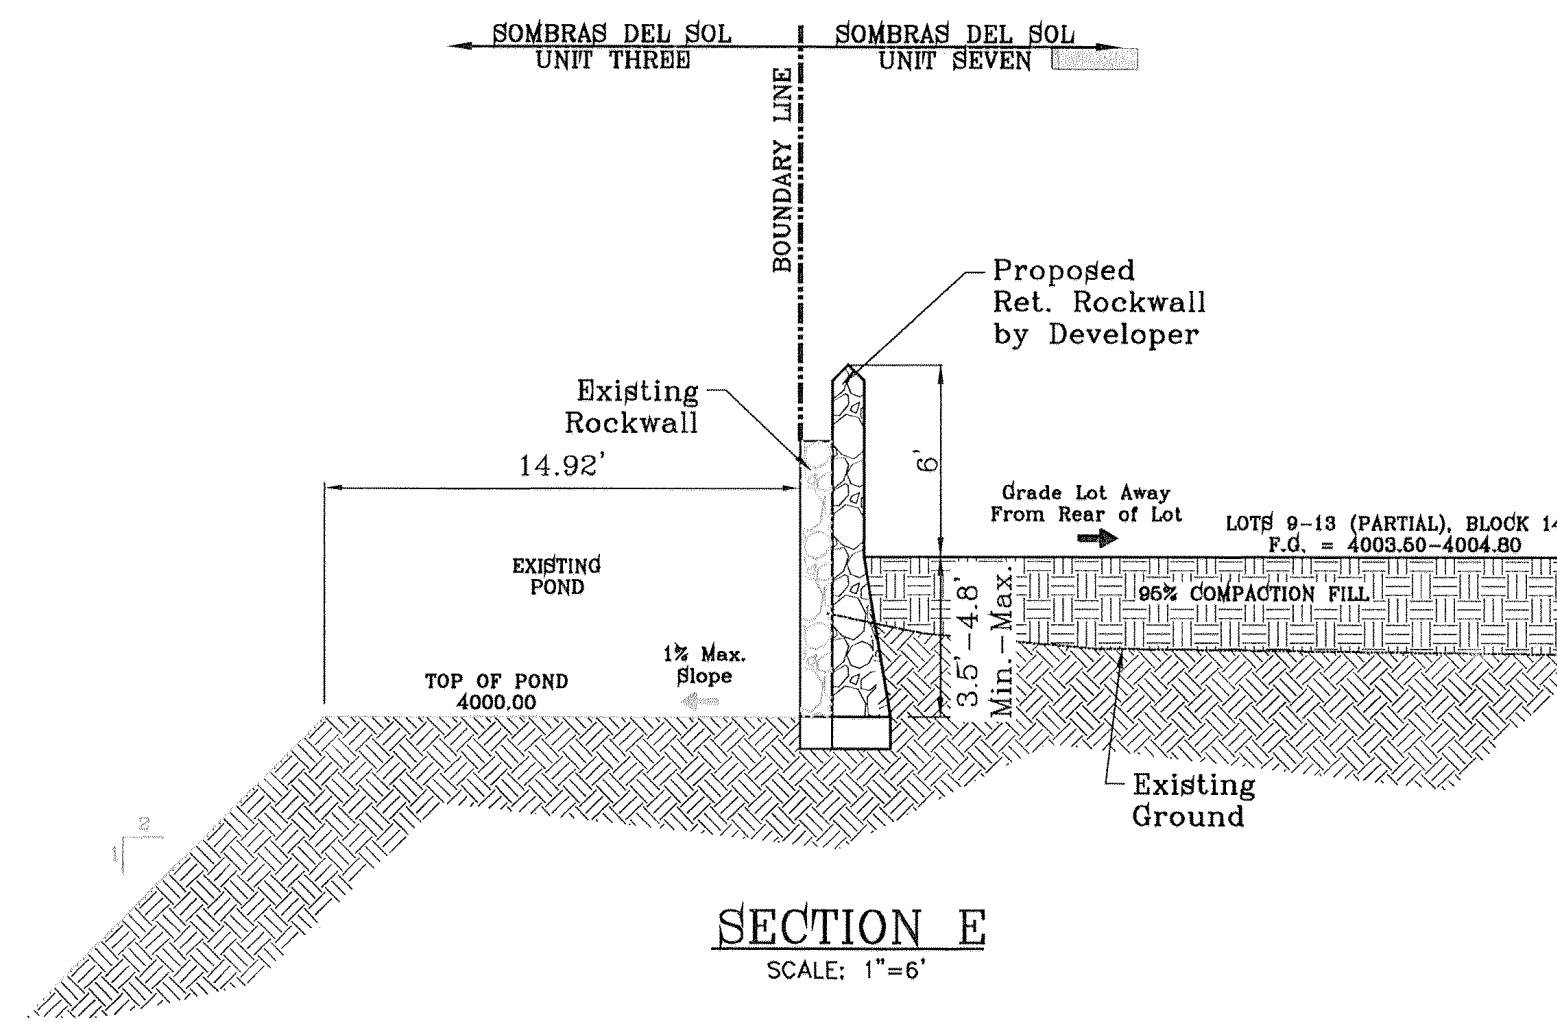 SOMBRAS DEL SOL
UNIT THREE
SOMBRAS DEL SOL
UNIT SEVEN
BOUNDARY LINE
Proposed
Ret. Rockwall
by Developer
Existing
Rockwall
14.92'
6'
Grade Lot Away
From Rear of Lot
LOTS 9-13 (PARTIAL), BLOCK 14
F.G. = 4003.50-4004.80
EXISTING
POND
95% COMPACTION FILL
3.5'-4.8'
Min.-Max.
1% Max.
Slope
TOP OF POND
4000.00
Existing
Ground
2
1
SECTION E
SCALE: 1"=6'